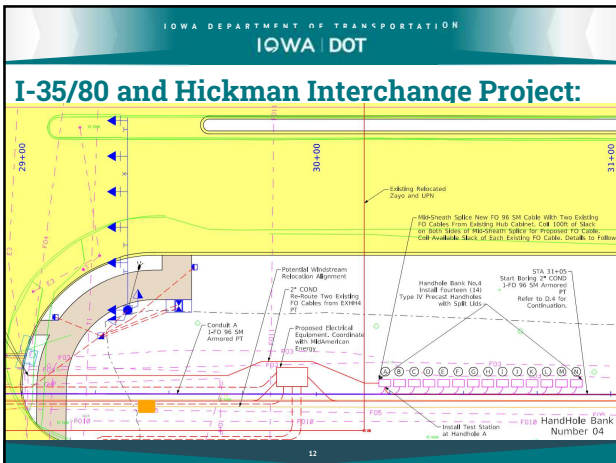 IOWA DEPARTMENT OF TRANSPORTATION
IOWA DOT
I-35/80 and Hickman Interchange Project:
29+00
30+00
31+00
Existing Relocated
Zayo and UPN
Mid-Sheath Splice New FO 96 SM Cable With Two Existing
FO Cables From Existing Hub Cabinet. Coil 100ft of Slack
on Both Sides of Mid-Sheath Splice for Proposed FO Cable.
Coil Available Slack of Each Existing FO Cable. Details to Follow
Potential Windstream
Relocation Alignment
2" COND
Re-Route Two Existing
FO Cables from EXHH4
PT
Proposed Electrical
Equipment. Coordinate
with MidAmerican
Energy.
Conduit A
1-FO 96 SM
Armored PT
Handhole Bank No.4
Install Fourteen (14)
Type IV Precast Handholes
with Split Lids
STA 31+05
Start Boring 2" COND
1-FO 96 SM Armored
PT
Refer to D.4 for
Continuation.
A B C D E F G H I J K L M N
FO3
FO3
FO5
FO10
FO10
FO10
Install Test Station
at Handhole A
HandHole Bank
Number 04
12